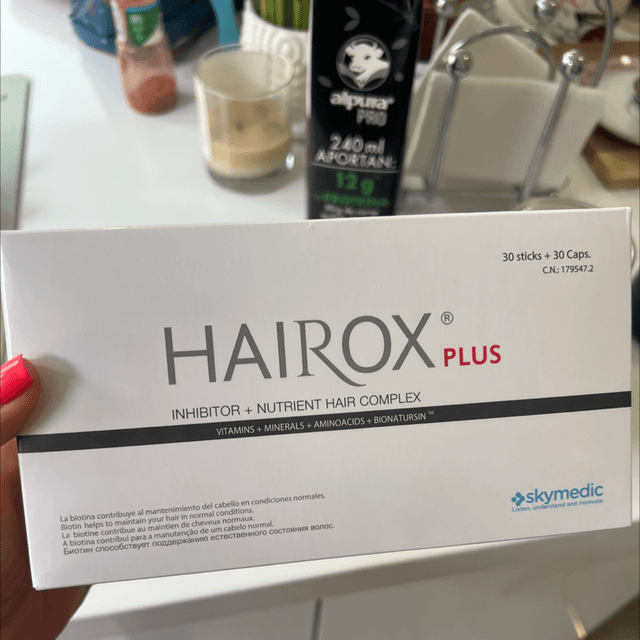 alpura®
PRO
240 ml
APORTAN:
12 g
30 sticks + 30 Caps.
C.N.: 179547.2
HAIROX® PLUS
INHIBITOR + NUTRIENT HAIR COMPLEX
VITAMINS + MINERALS + AMINOACIDS + BIONATURSIN™
La biotina contribuye al mantenimiento del cabello en condiciones normales.
Biotin helps to maintain your hair in normal conditions.
La biotine contribue au maintien de cheveux normaux.
A biotina contribui para a manutenção de um cabelo normal.
Биотин способствует поддержанию естественного состояния волос.
skymedic
Listen, understand and innovate